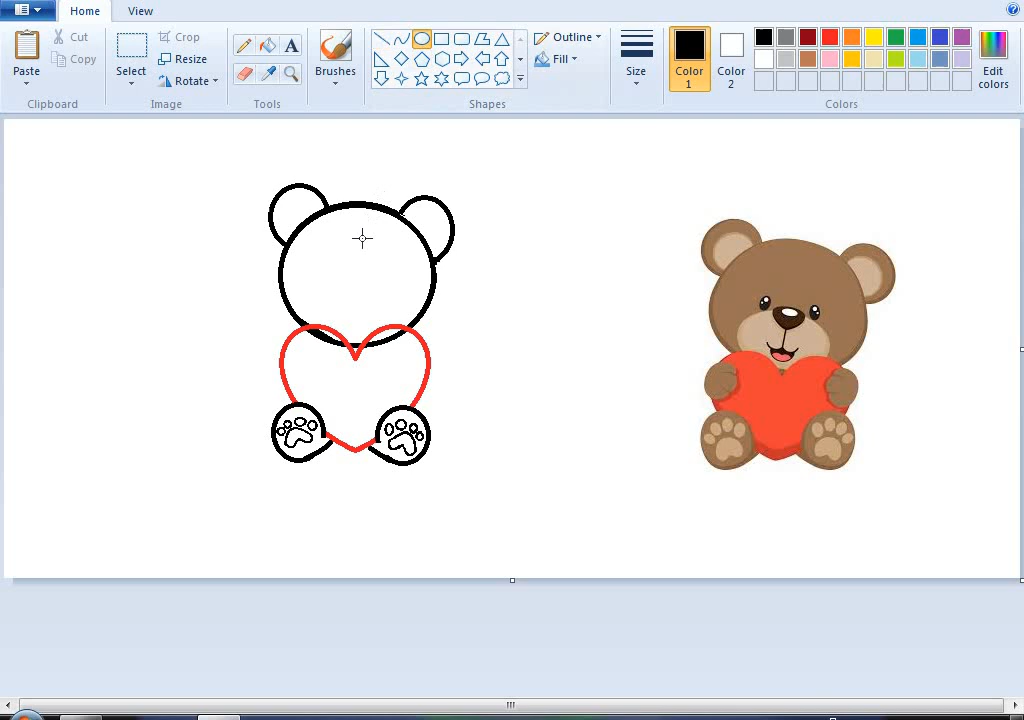 Home View
Paste
Cut
Copy
Clipboard
Select
Crop
Resize
Rotate
Image
A
Tools
Brushes
Outline
Fill
Shapes
Size
Color
1
Color
2
Edit
colors
Colors